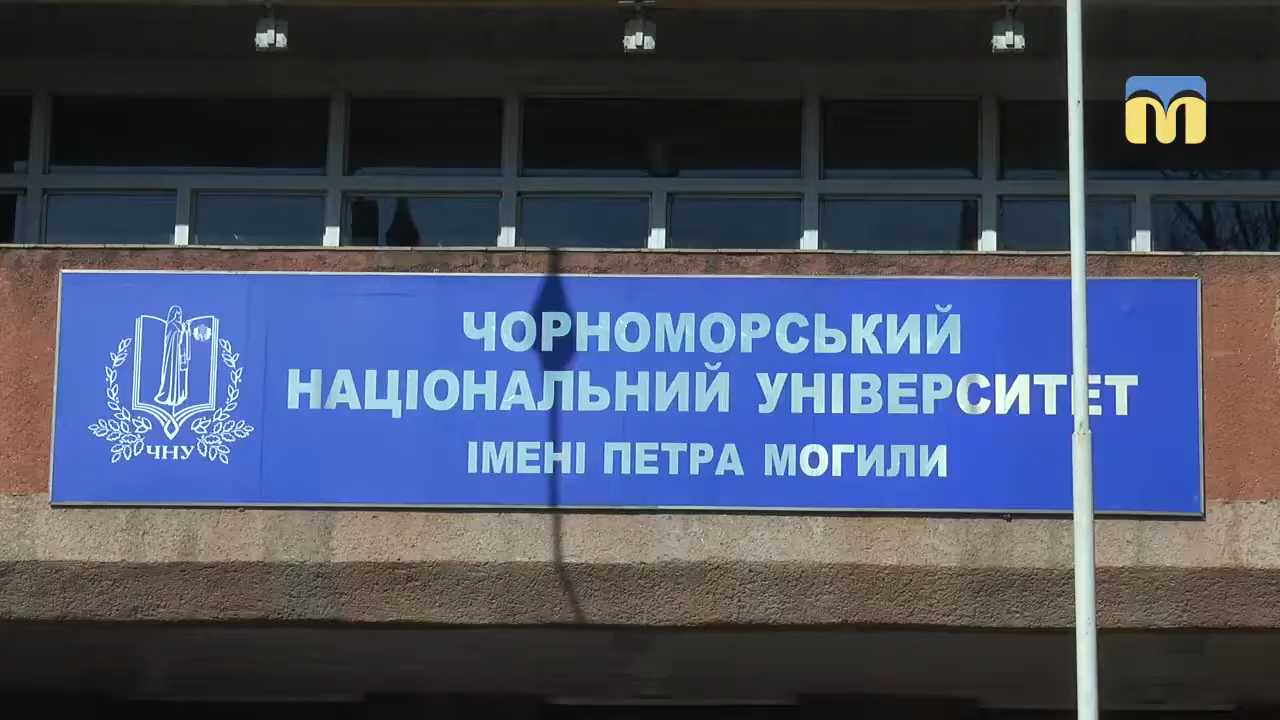 ЧОРНОМОРСЬКИЙ
НАЦІОНАЛЬНИЙ УНІВЕРСИТЕТ
ІМЕНІ ПЕТРА МОГИЛИ
ЧНУ